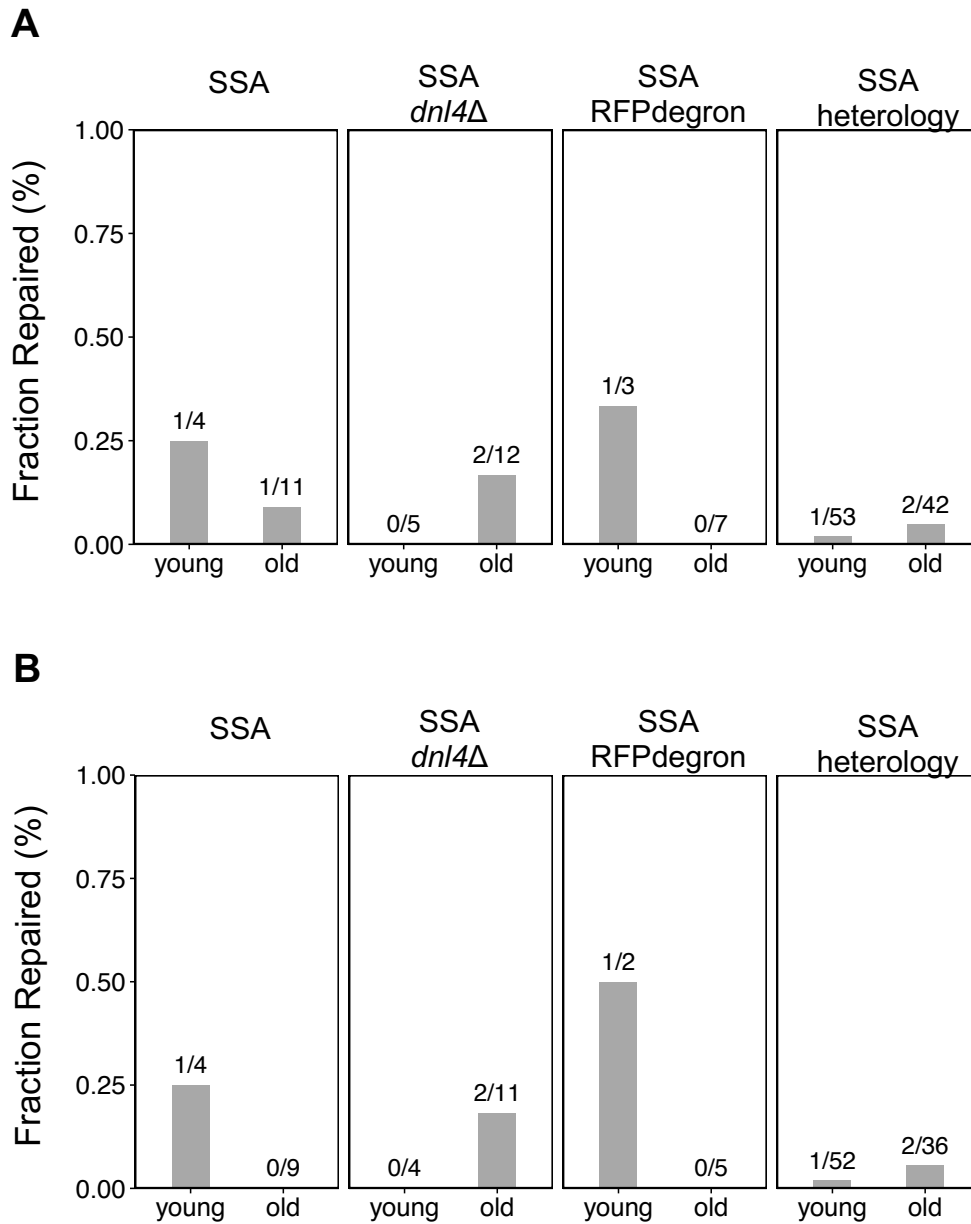 A
SSA
SSA
dnl4Δ
SSA
RFPdegron
SSA
heterology
Fraction Repaired (%)
1.00
0.75
0.50
0.25
0.00
1/4
1/11
0/5
2/12
1/3
0/7
1/53
2/42
young old young old young old young old
B
SSA
SSA
dnl4Δ
SSA
RFPdegron
SSA
heterology
Fraction Repaired (%)
1.00
0.75
0.50
0.25
0.00
1/4
0/9
0/4
2/11
1/2
0/5
1/52
2/36
young old young old young old young old